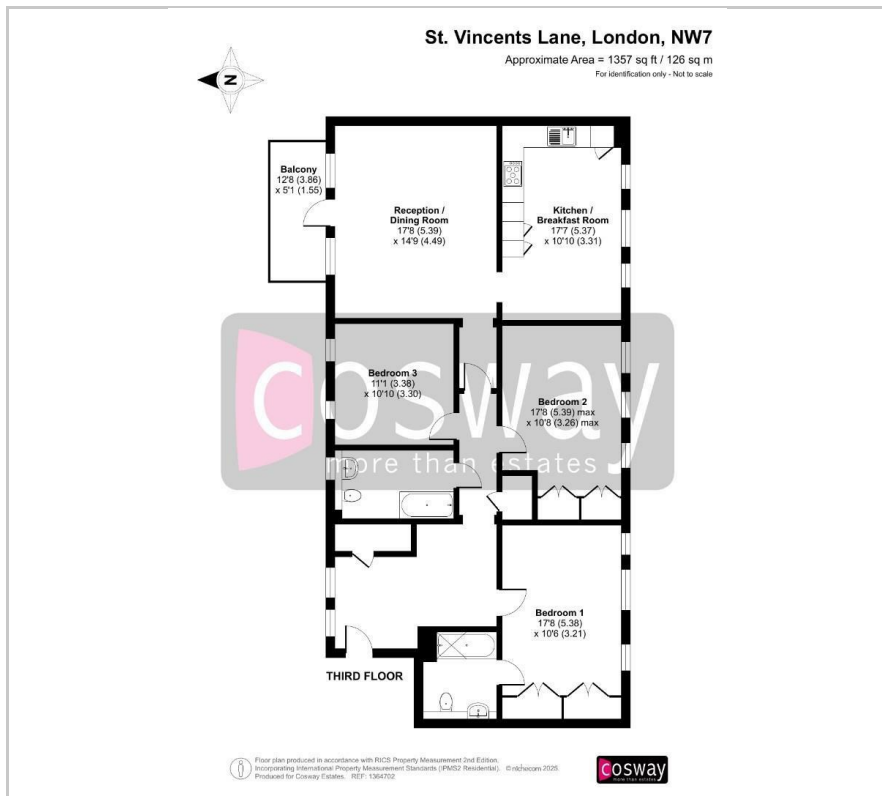 St. Vincents Lane, London, NW7
Approximate Area = 1357 sq ft / 126 sq m
For identification only - Not to scale
N
Balcony
12'8 (3.86)
x 5'1 (1.55)
Reception /
Dining Room
17'8 (5.39)
x 14'9 (4.49)
Kitchen /
Breakfast Room
17'7 (5.37)
x 10'10 (3.31)
Bedroom 3
11'1 (3.38)
x 10'10 (3.30)
Bedroom 2
17'8 (5.39) max
x 10'8 (3.26) max
cosway
more than estates
Bedroom 1
17'8 (5.38)
x 10'6 (3.21)
THIRD FLOOR
Floor plan produced in accordance with RICS Property Measurement 2nd Edition.
Incorporating International Property Measurement Standards (IPMS2 Residential). © nichecom 2025.
Produced for Cosway Estates. REF: 1364702
cosway
more than estates